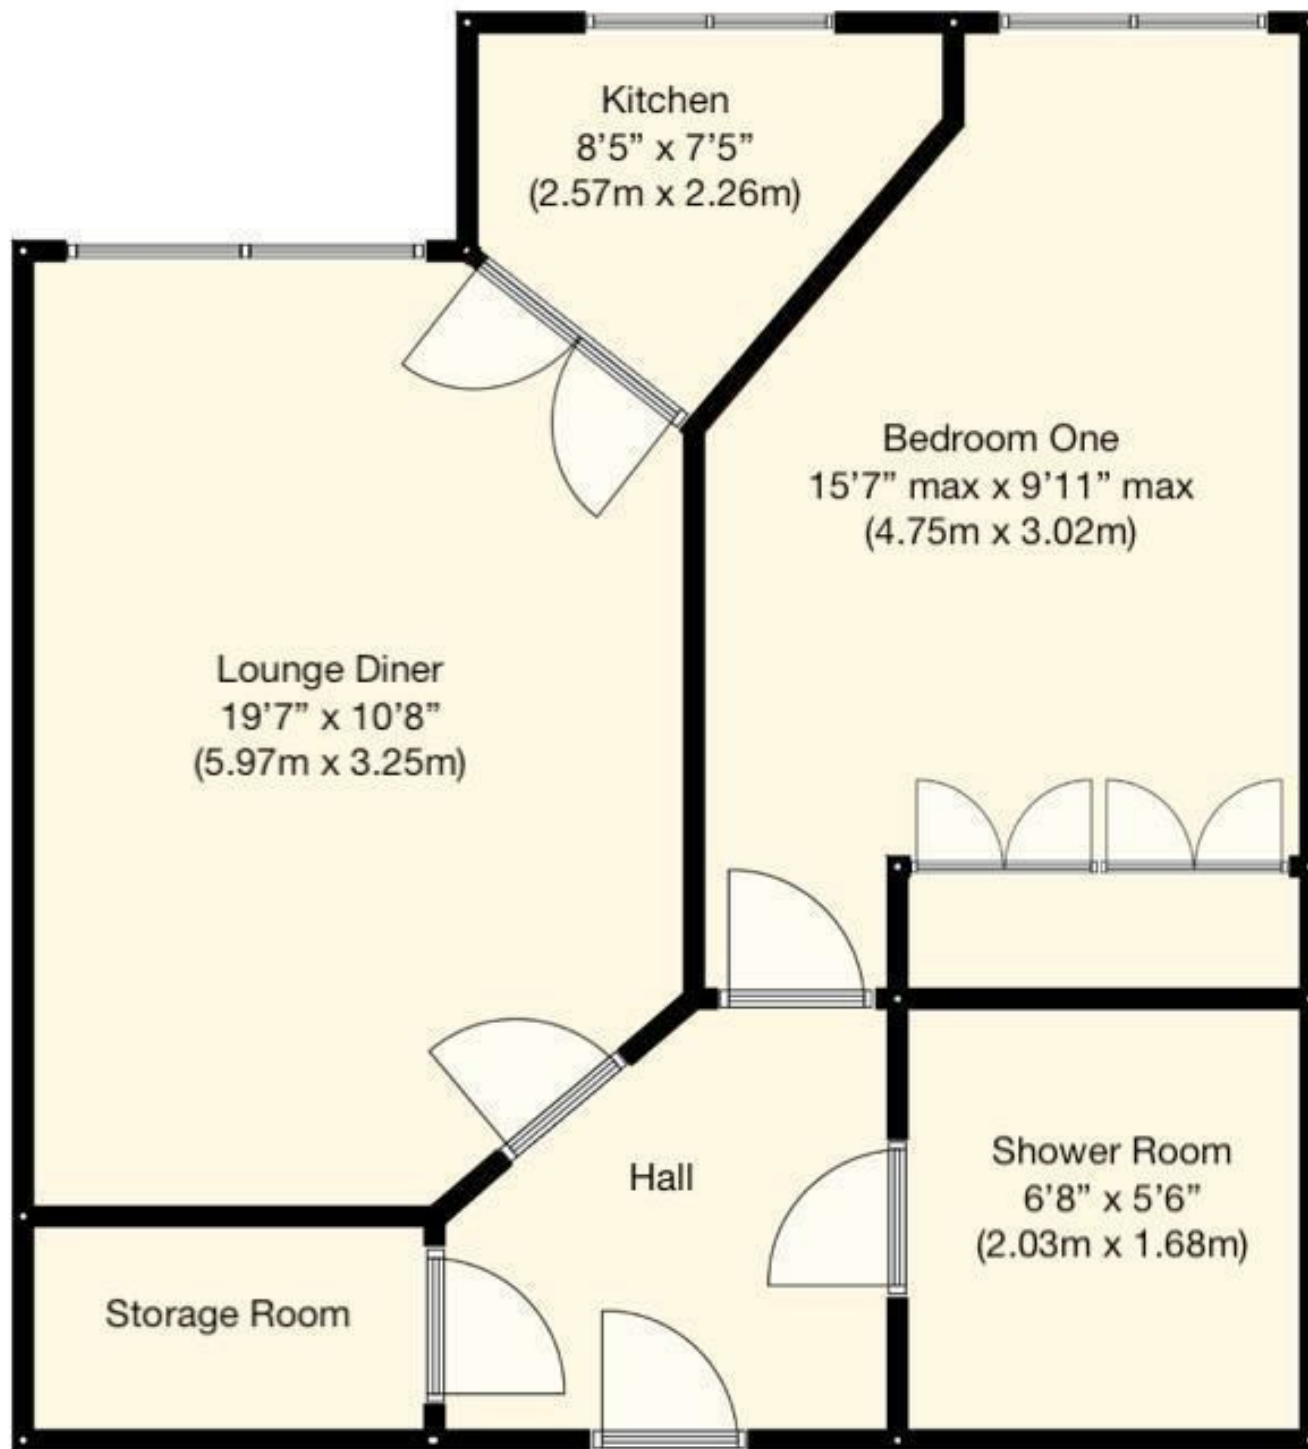 Kitchen
8’5” x 7’5”
(2.57m x 2.26m)
Bedroom One
15’7” max x 9’11” max
(4.75m x 3.02m)
Lounge Diner
19’7” x 10’8”
(5.97m x 3.25m)
Hall
Shower Room
6’8” x 5’6”
(2.03m x 1.68m)
Storage Room